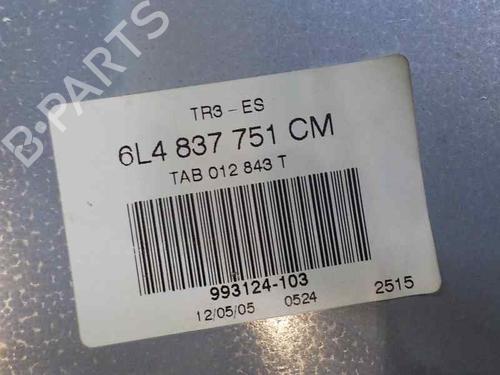 B-PARTS
TR3-ES
6L4 837 751 CM
TAB 012 843 T
993124-103
12/05/05 0524 2515